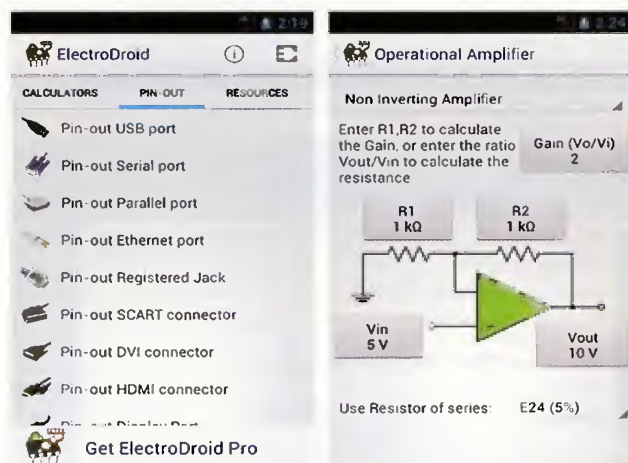 2:19
ElectroDroid
CALCULATORS PIN-OUT RESOURCES
Pin-out USB port
Pin-out Serial port
Pin-out Parallel port
Pin-out Ethernet port
Pin-out Registered Jack
Pin-out SCART connector
Pin-out DVI connector
Pin-out HDMI connector
Pin-out Display Port
Get ElectroDroid Pro
2:24
Operational Amplifier
Non Inverting Amplifier
Enter R1,R2 to calculate
the Gain, or enter the ratio
Vout/Vin to calculate the
resistance
Gain (Vo/Vi)
2
R1
1 kΩ
R2
1 kΩ
Vin
5 V
Vout
10 V
Use Resistor of series: E24 (5%)